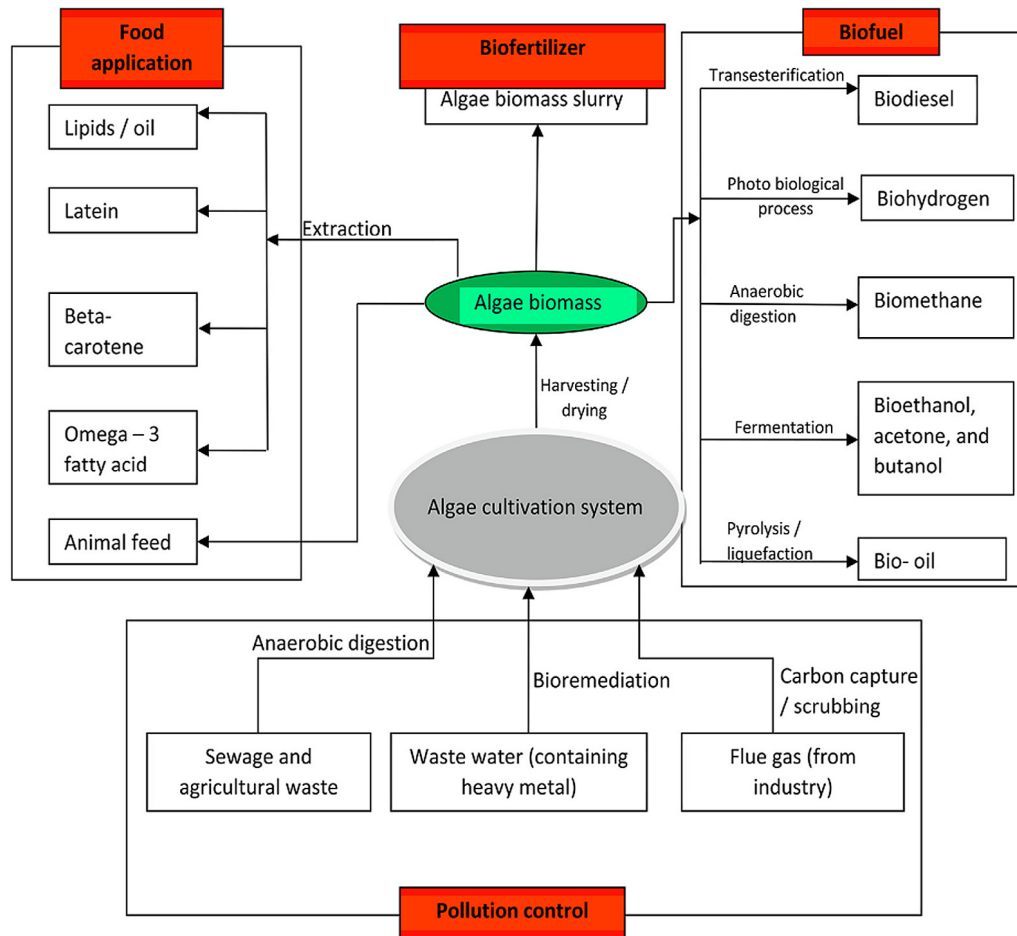 Food
application
Biofertilizer
Biofuel
Algae biomass slurry
Lipids / oil
Latein
Extraction
Beta-
carotene
Omega – 3
fatty acid
Animal feed
Algae biomass
Harvesting /
drying
Algae cultivation system
Transesterification
Biodiesel
Photo biological
process
Biohydrogen
Anaerobic
digestion
Biomethane
Fermentation
Bioethanol,
acetone, and
butanol
Pyrolysis /
liquefaction
Bio- oil
Anaerobic digestion
Bioremediation
Carbon capture
/ scrubbing
Sewage and
agricultural waste
Waste water (containing
heavy metal)
Flue gas (from
industry)
Pollution control